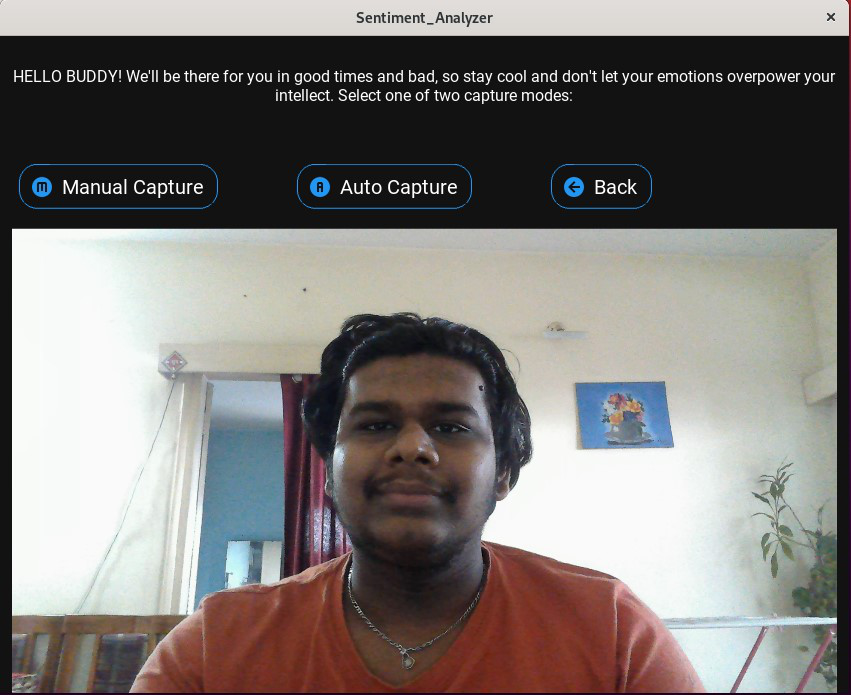 Sentiment_Analyzer
HELLO BUDDY! We'll be there for you in good times and bad, so stay cool and don't let your emotions overpower your
intellect. Select one of two capture modes:
M Manual Capture
A Auto Capture
Back